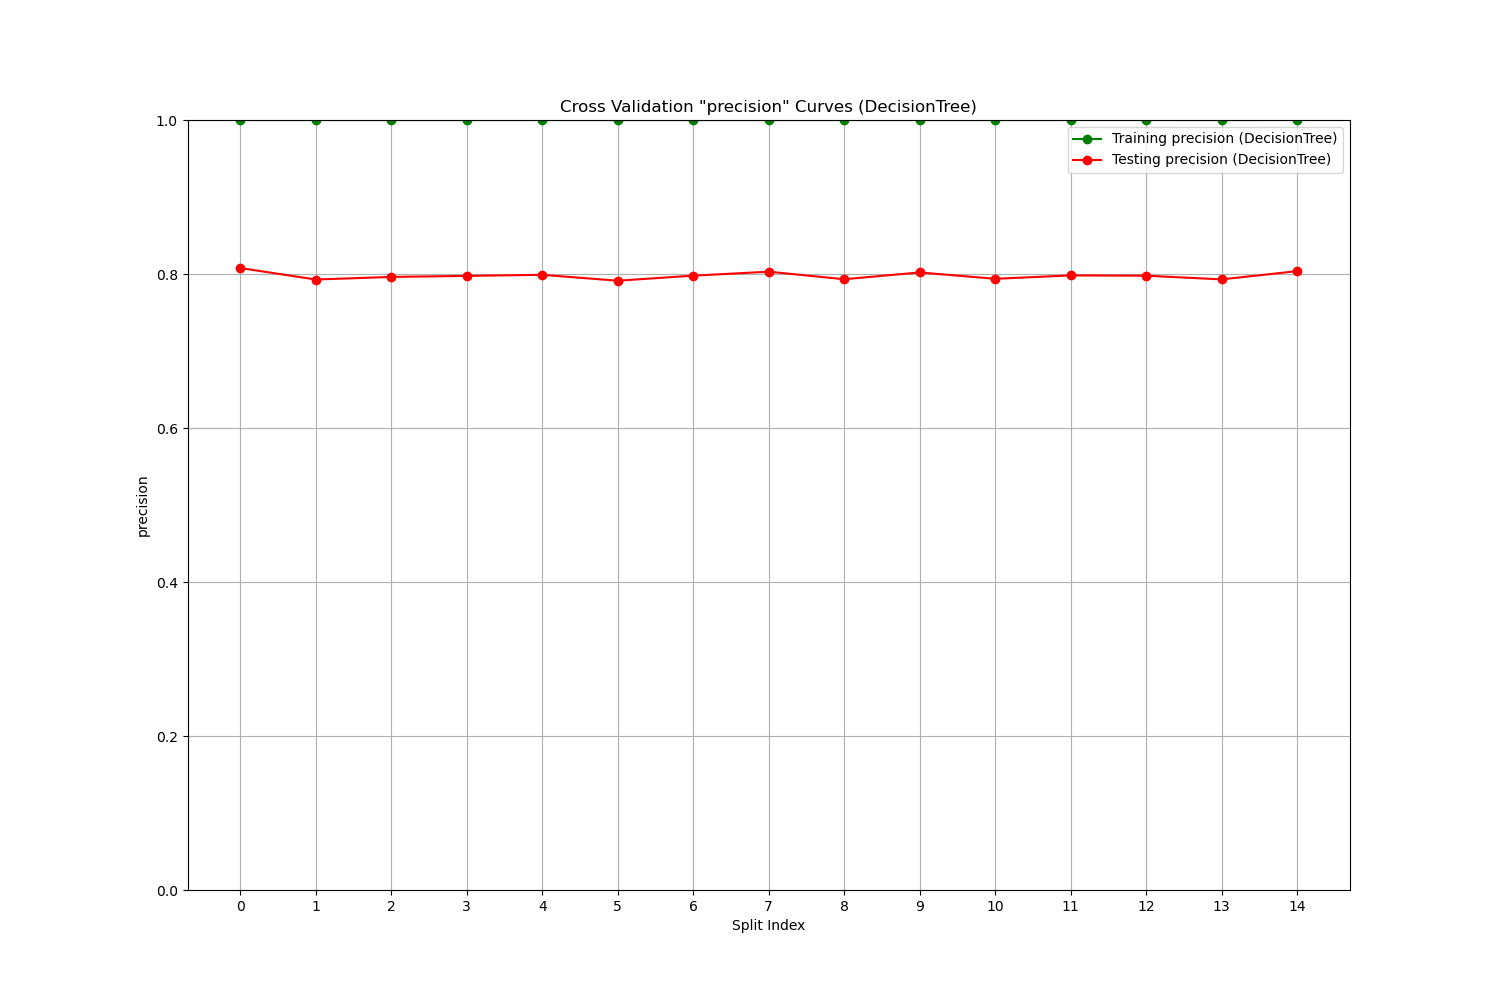 Cross Validation "precision" Curves (DecisionTree)
Training precision (DecisionTree)
Testing precision (DecisionTree)
1.0
0.8
0.6
0.4
0.2
0.0
precision
0 1 2 3 4 5 6 7 8 9 10 11 12 13 14
Split Index